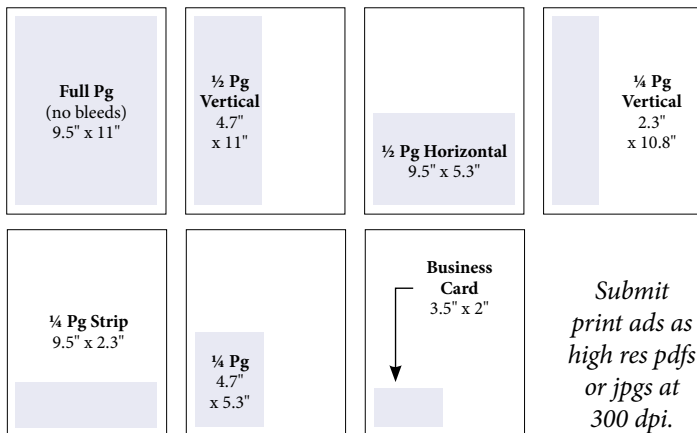 Full Pg
(no bleeds)
9.5" x 11"
½ Pg
Vertical
4.7"
x 11"
½ Pg Horizontal
9.5" x 5.3"
¼ Pg
Vertical
2.3"
x 10.8"
¼ Pg Strip
9.5" x 2.3"
¼ Pg
4.7"
x 5.3"
Business
Card
3.5" x 2"
Submit
print ads as
high res pdfs
or jpgs at
300 dpi.